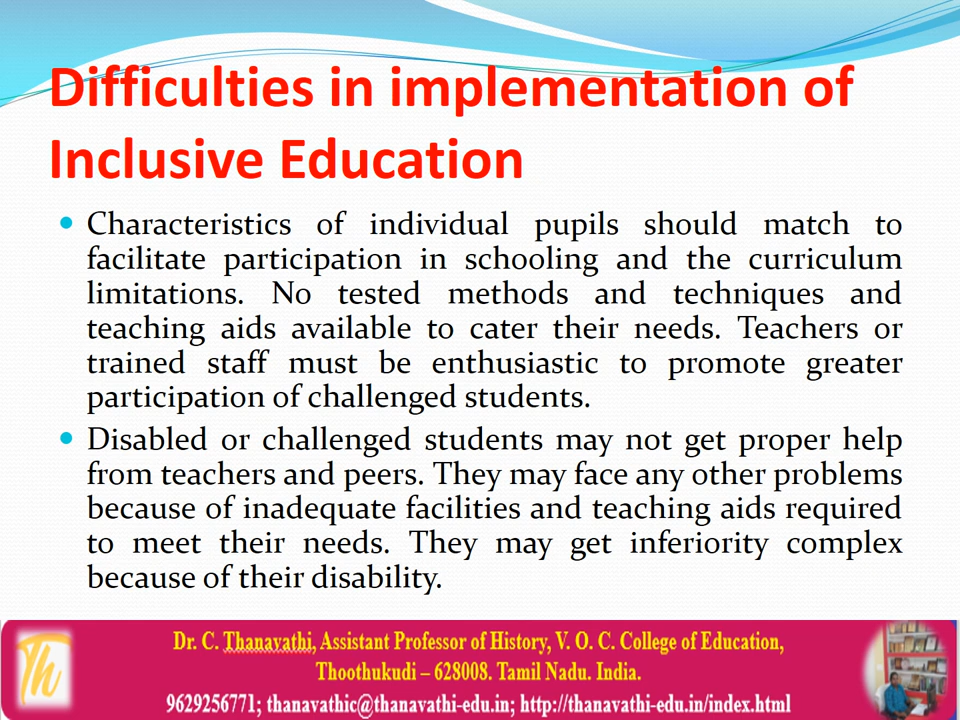 Difficulties in implementation of
Inclusive Education
• Characteristics of individual pupils should match to
facilitate participation in schooling and the curriculum
limitations. No tested methods and techniques and
teaching aids available to cater their needs. Teachers or
trained staff must be enthusiastic to promote greater
participation of challenged students.
• Disabled or challenged students may not get proper help
from teachers and peers. They may face any other problems
because of inadequate facilities and teaching aids required
to meet their needs. They may get inferiority complex
because of their disability.
Th
Dr. C. Thanavathi, Assistant Professor of History, V. O. C. College of Education,
Thoothukudi – 628008. Tamil Nadu. India.
9629256771; thanavathic@thanavathi-edu.in; http://thanavathi-edu.in/index.html